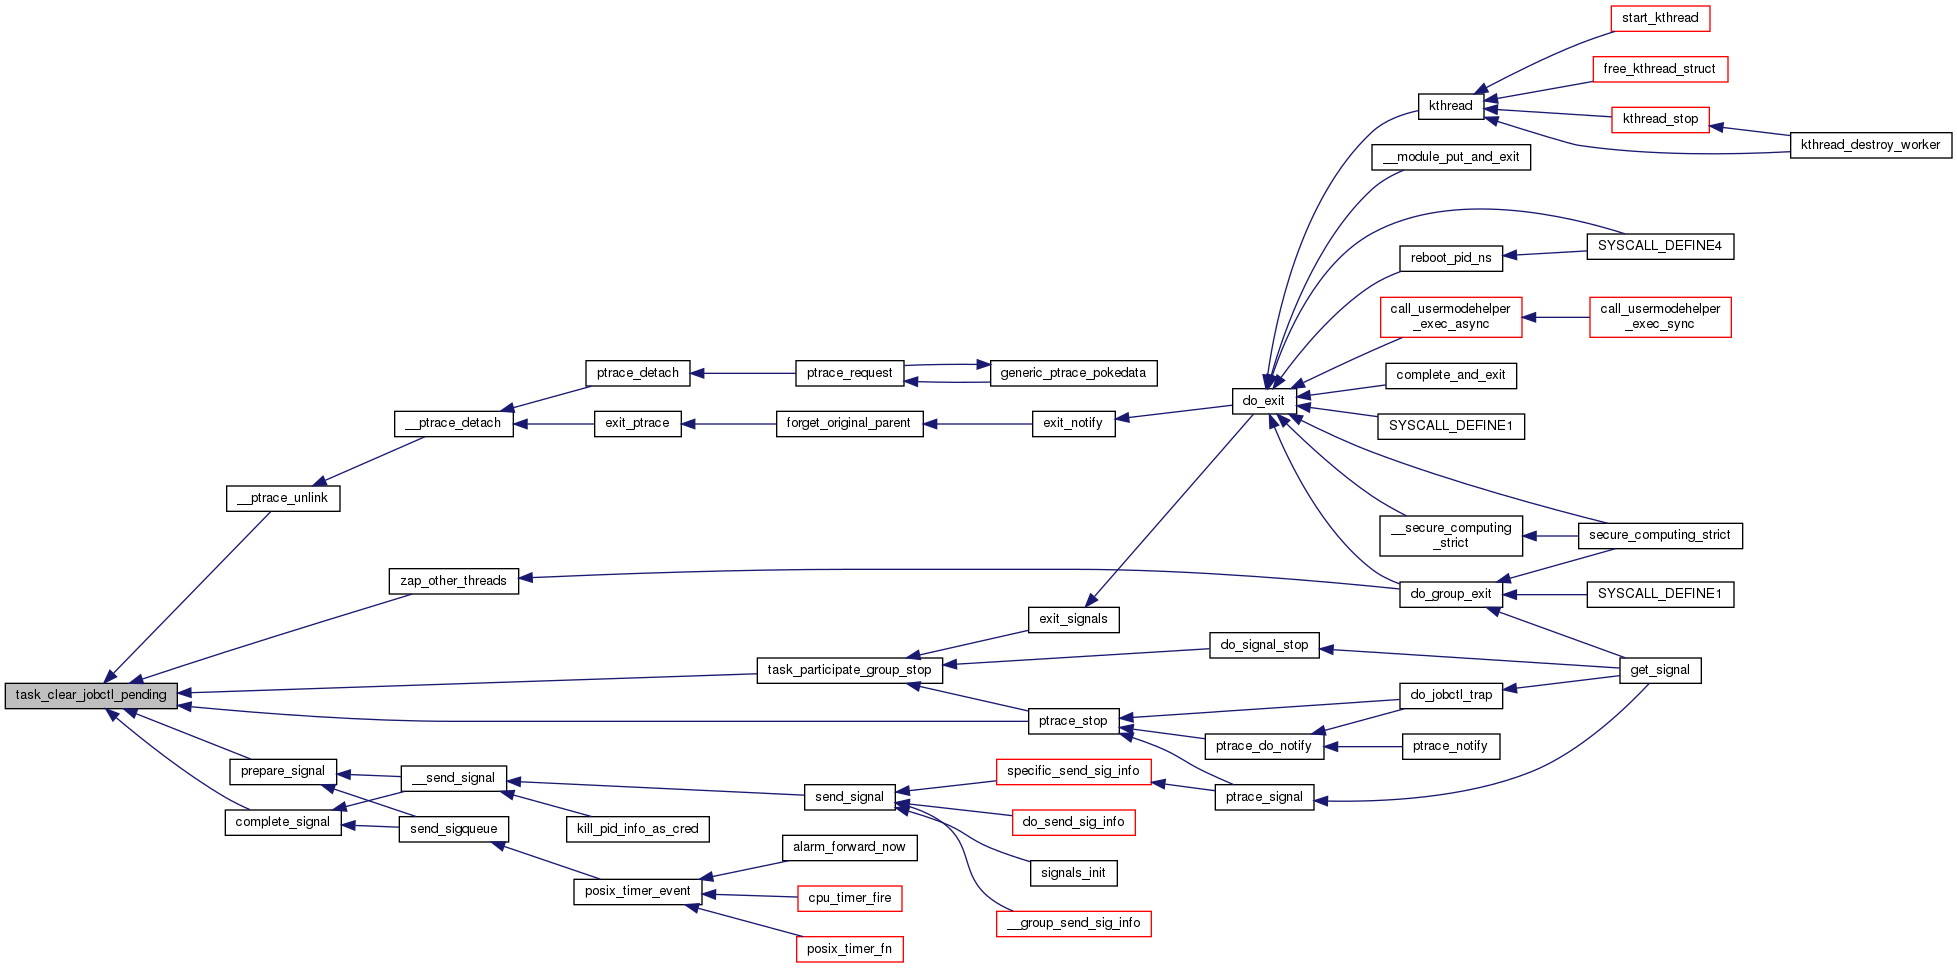 start_kthread
free_kthread_struct
kthread
kthread_stop
kthread_destroy_worker
__module_put_and_exit
SYSCALL_DEFINE4
reboot_pid_ns
call_usermodehelper
_exec_async
call_usermodehelper
_exec_sync
ptrace_detach
ptrace_request
generic_ptrace_pokedata
complete_and_exit
do_exit
__ptrace_detach
exit_ptrace
forget_original_parent
exit_notify
SYSCALL_DEFINE1
__ptrace_unlink
__secure_computing
_strict
secure_computing_strict
zap_other_threads
do_group_exit
SYSCALL_DEFINE1
exit_signals
do_signal_stop
task_participate_group_stop
get_signal
task_clear_jobctl_pending
do_jobctl_trap
ptrace_stop
ptrace_do_notify
ptrace_notify
prepare_signal
__send_signal
specific_send_sig_info
send_signal
ptrace_signal
complete_signal
send_sigqueue
kill_pid_info_as_cred
do_send_sig_info
alarm_forward_now
signals_init
posix_timer_event
cpu_timer_fire
__group_send_sig_info
posix_timer_fn